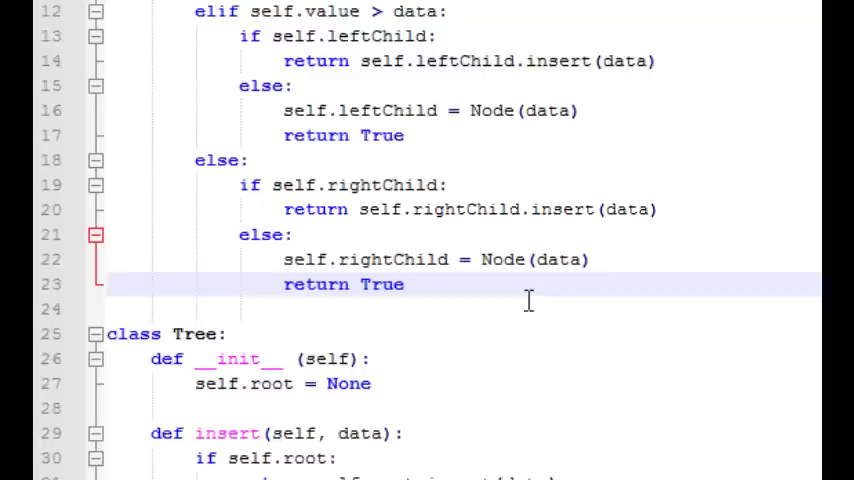 12 elif self.value > data:
13 if self.leftChild:
14 return self.leftChild.insert(data)
15 else:
16 self.leftChild = Node(data)
17 return True
18 else:
19 if self.rightChild:
20 return self.rightChild.insert(data)
21 else:
22 self.rightChild = Node(data)
23 return True
24
25 class Tree:
26 def __init__ (self):
27 self.root = None
28
29 def insert(self, data):
30 if self.root: